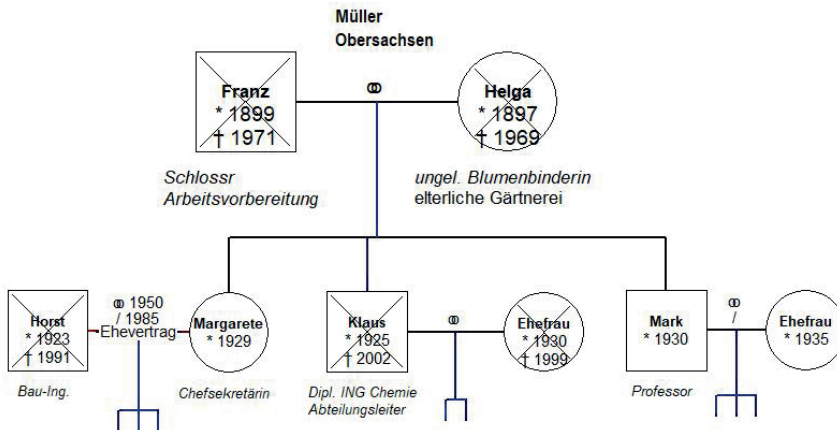 Müller
Obersachsen
Franz
* 1899
† 1971
⚭
Helga
* 1897
† 1969
Schlossr
Arbeitsvorbereitung
ungel. Blumenbinderin
elterliche Gärtnerei
Horst
* 1923
† 1991
⚭ 1950
/ 1985
Ehevertrag
Margarete
* 1929
Klaus
* 1925
† 2002
⚭
Ehefrau
* 1930
† 1999
Mark
* 1930
⚭
/
Ehefrau
* 1935
Bau-Ing.
Chefsekretärin
Dipl. ING Chemie
Abteilungsleiter
Professor